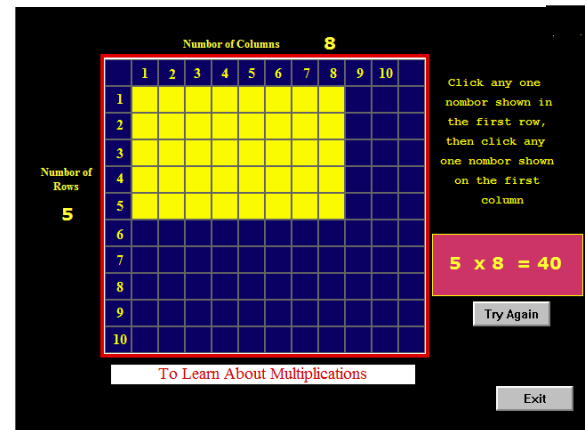 Numbor of Columns 8
1 2 3 4 5 6 7 8 9 10
1
2
3
4
5
6
7
8
9
10
Numbor of
Rows
5
Click any one
nombor shown in
the first row,
then click any
one nombor shown
on the first
column
5 x 8 = 40
Try Again
To Learn About Multiplications
Exit